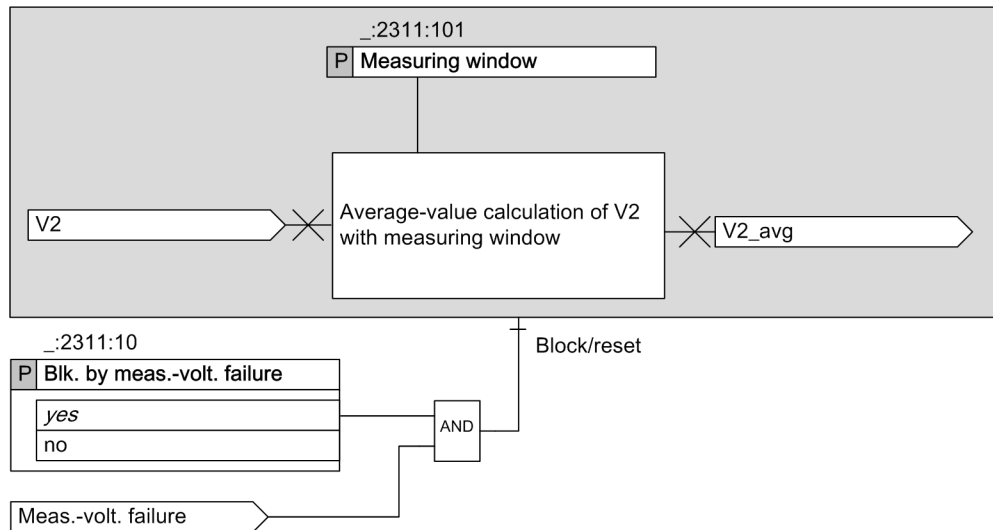 _:2311:101
P Measuring window
V2
Average-value calculation of V2
with measuring window
V2_avg
_:2311:10
Block/reset
P Blk. by meas.-volt. failure
yes
no
AND
Meas.-volt. failure